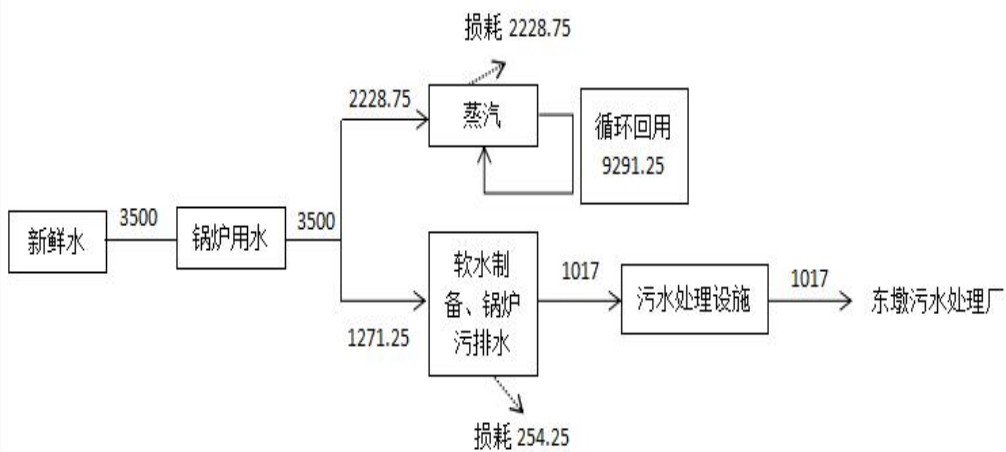 损耗 2228.75
2228.75
蒸汽
循环回用
9291.25
新鲜水
3500
锅炉用水
3500
软水制
备、锅炉
污排水
1017
污水处理设施
1017
东墩污水处理厂
1271.25
损耗 254.25